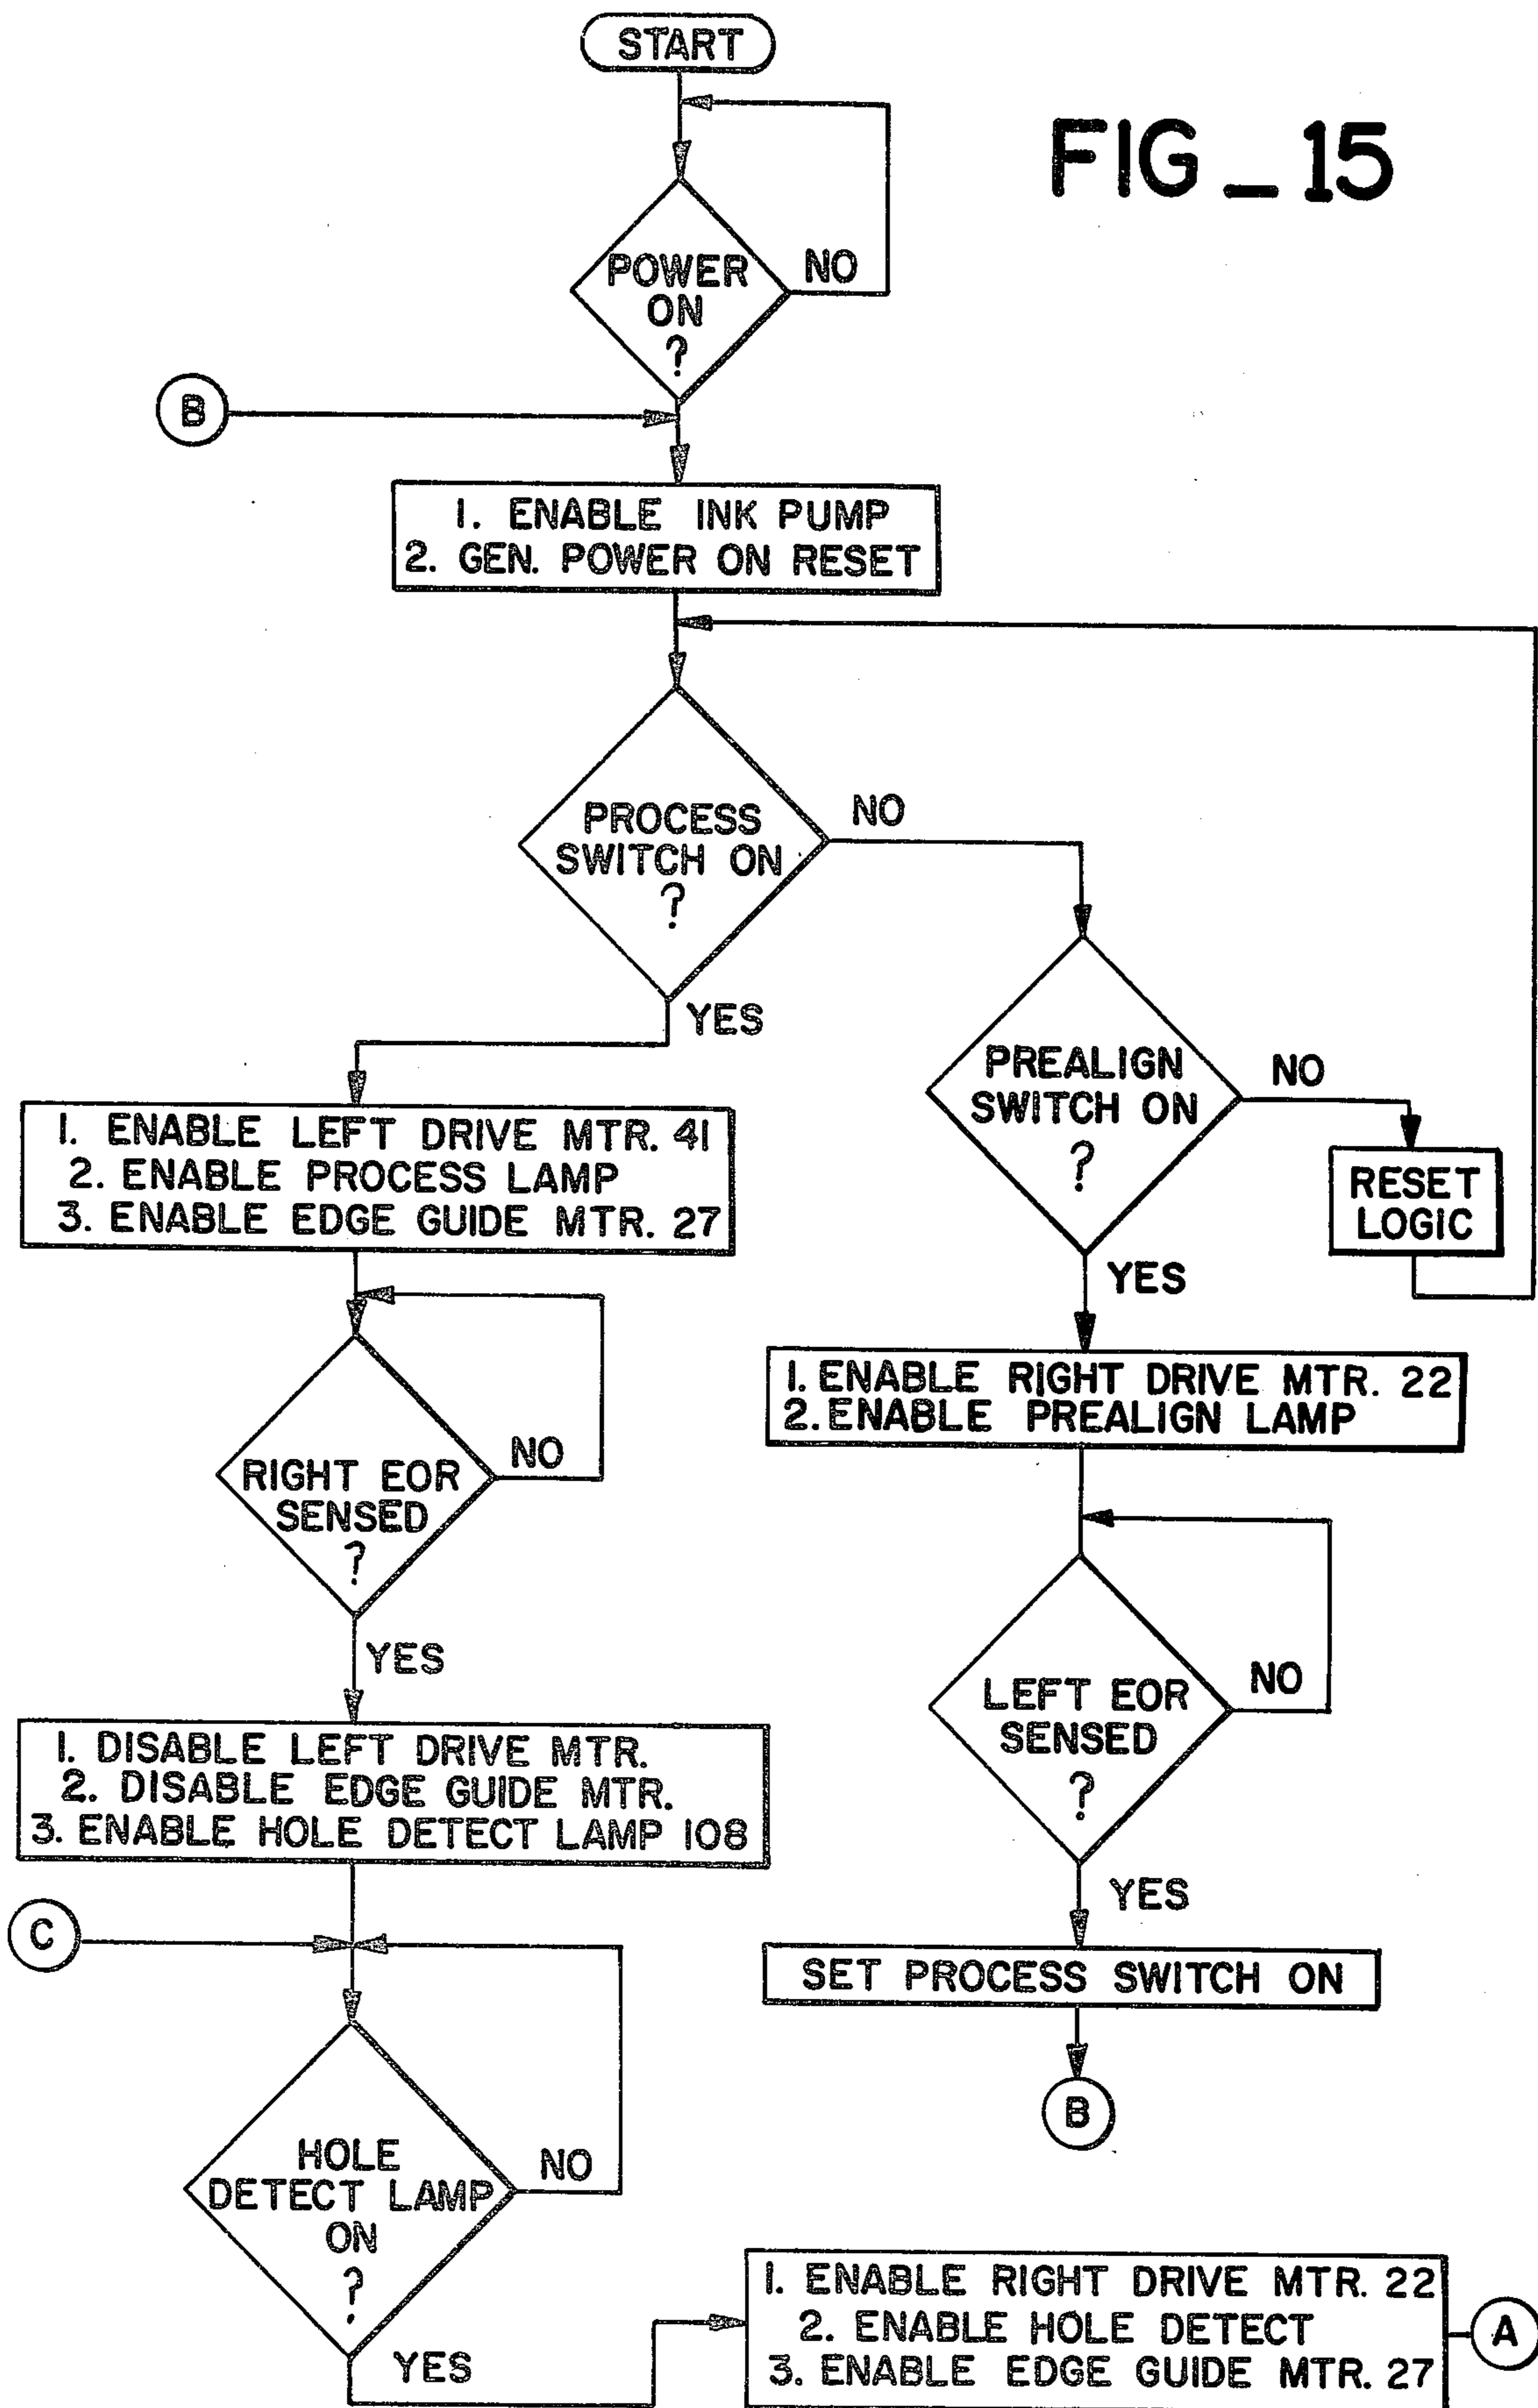 START
FIG_15
POWER
ON
?
NO
B
1. ENABLE INK PUMP
2. GEN. POWER ON RESET
PROCESS
SWITCH ON
?
NO
YES
PREALIGN
SWITCH ON
?
NO
RESET
LOGIC
YES
1. ENABLE LEFT DRIVE MTR. 41
2. ENABLE PROCESS LAMP
3. ENABLE EDGE GUIDE MTR. 27
1. ENABLE RIGHT DRIVE MTR. 22
2. ENABLE PREALIGN LAMP
RIGHT EOR
SENSED
?
NO
YES
LEFT EOR
SENSED
?
NO
YES
1. DISABLE LEFT DRIVE MTR.
2. DISABLE EDGE GUIDE MTR.
3. ENABLE HOLE DETECT LAMP 108
C
SET PROCESS SWITCH ON
B
HOLE
DETECT LAMP
ON
?
NO
YES
1. ENABLE RIGHT DRIVE MTR. 22
2. ENABLE HOLE DETECT
3. ENABLE EDGE GUIDE MTR. 27
A